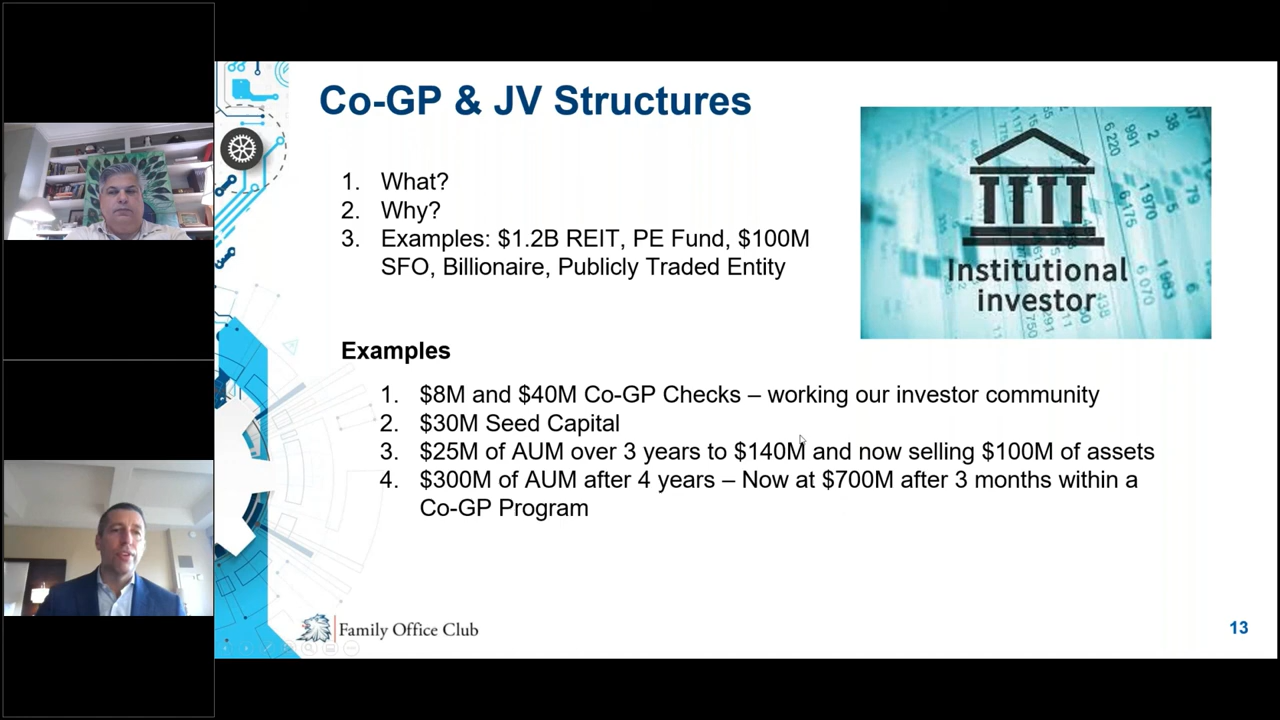 Co-GP & JV Structures
1. What?
2. Why?
3. Examples: $1.2B REIT, PE Fund, $100M
SFO, Billionaire, Publicly Traded Entity
Institutional
investor
Examples
1. $8M and $40M Co-GP Checks – working our investor community
2. $30M Seed Capital
3. $25M of AUM over 3 years to $140M and now selling $100M of assets
4. $300M of AUM after 4 years – Now at $700M after 3 months within a
Co-GP Program
Family Office Club
13